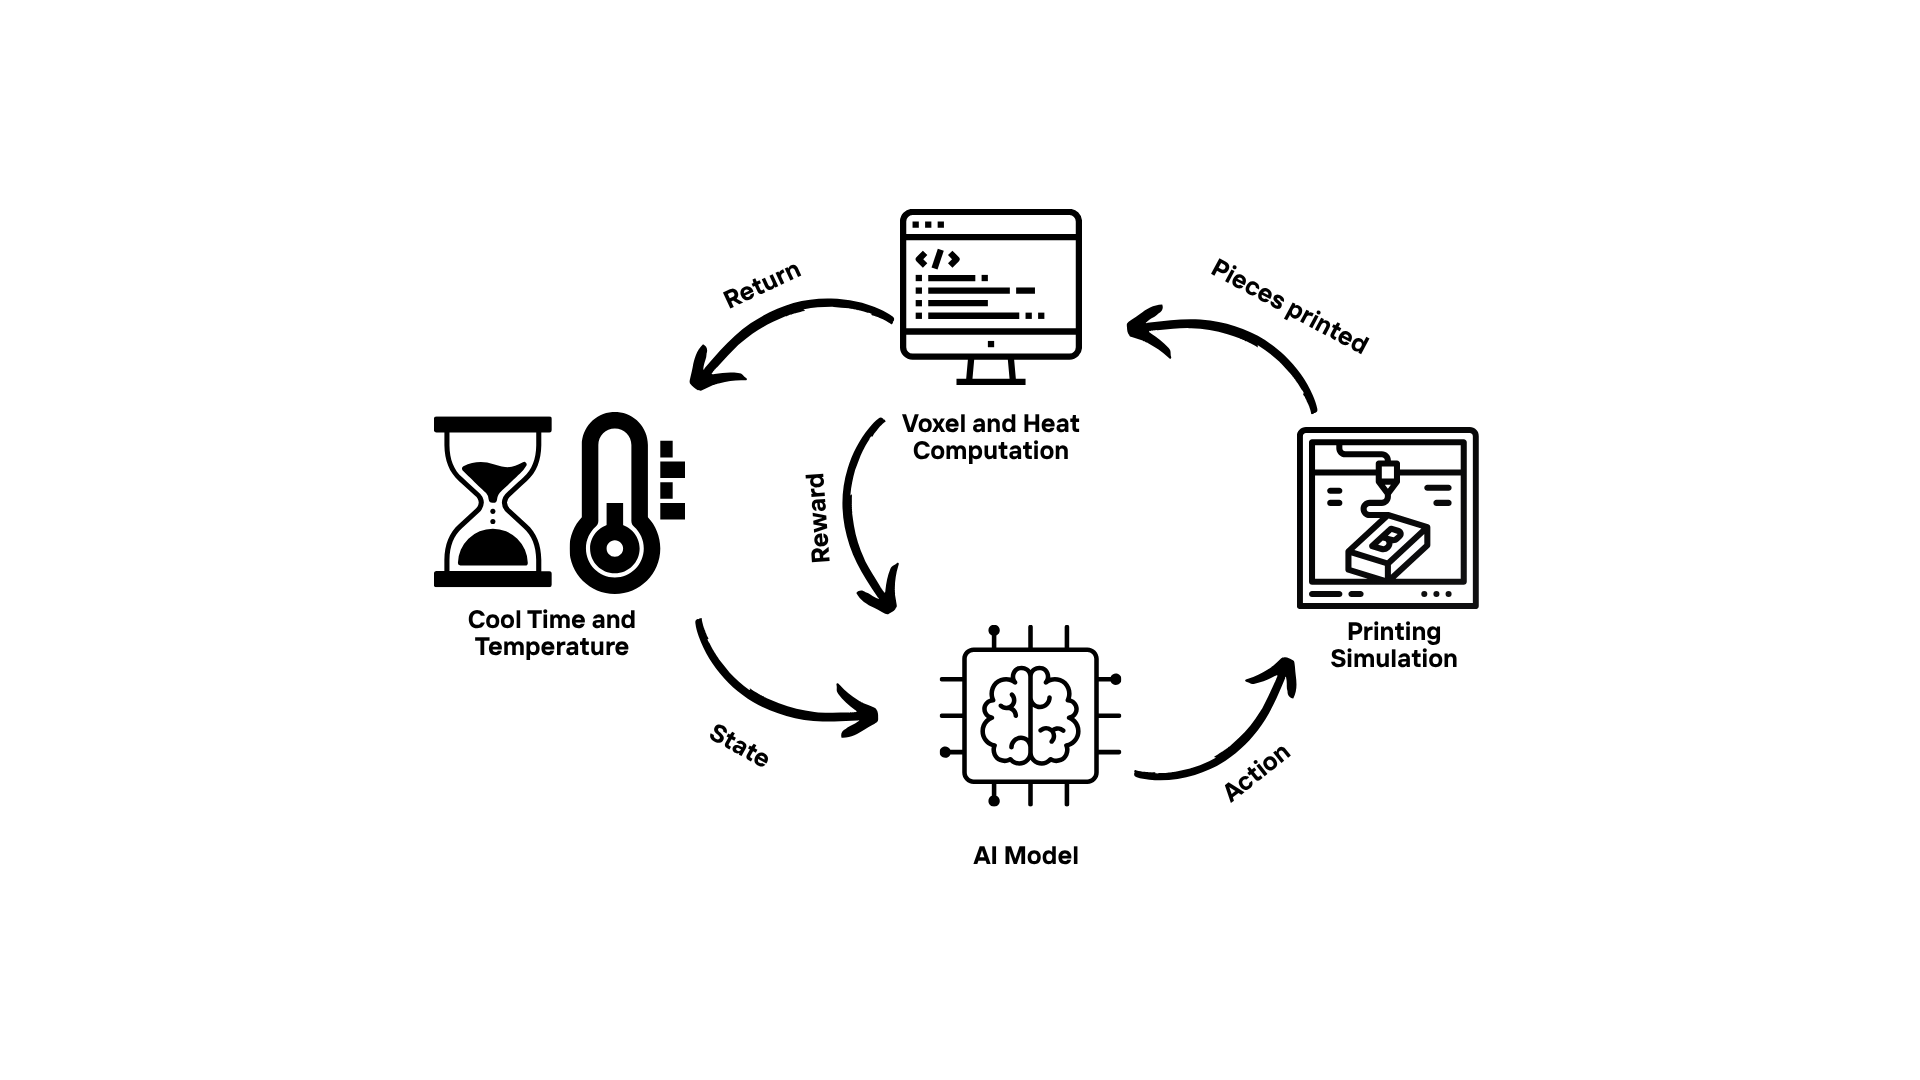 Return
Pieces printed
</>
Voxel and Heat
Computation
Reward
B
Cool Time and
Temperature
Printing
Simulation
State
Action
AI Model